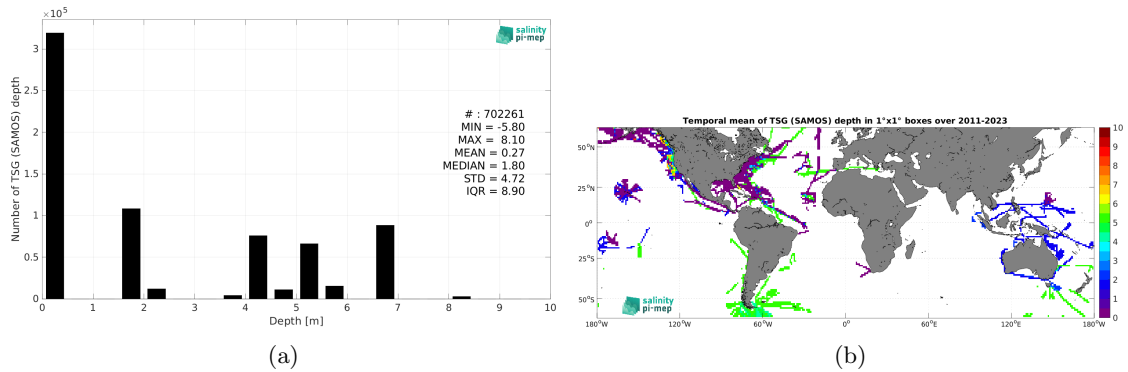 ×10⁵
3
2.5
2
1.5
1
0.5
0
Number of TSG (SAMOS) depth
salinity
pi-mep
# : 702261
MIN = -5.80
MAX = 8.10
MEAN = 0.27
MEDIAN = 1.80
STD = 4.72
IQR = 8.90
0 1 2 3 4 5 6 7 8 9 10
Depth [m]
(a)
Temporal mean of TSG (SAMOS) depth in 1°x1° boxes over 2011-2023
50°N
25°N
0°
25°S
50°S
salinity
pi-mep
180°W 120°W 60°W 0°E 60°E 120°E 180°W
10
9
8
7
6
5
4
3
2
1
0
(b)